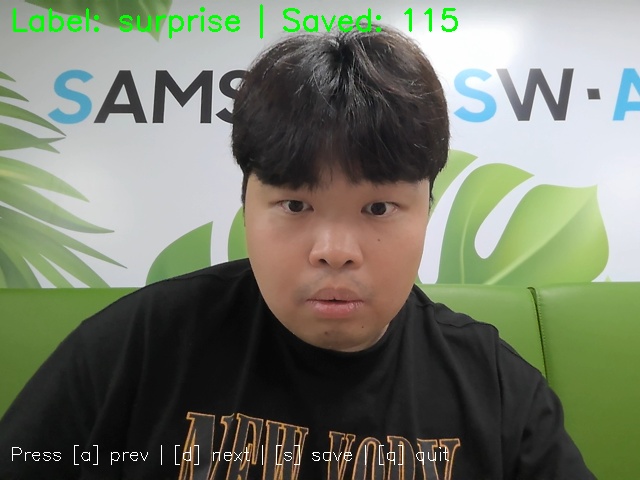 Label: surprise | Saved: 115
SAMS SW·A
NEW YORK
Press [a] prev | [d] next | [s] save | [q] quit